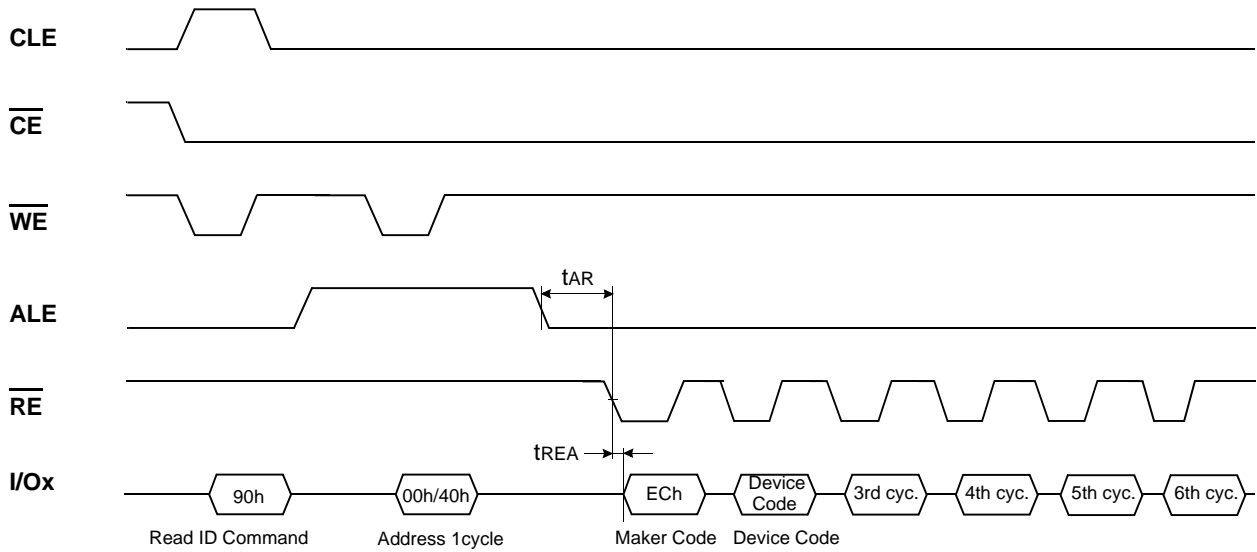 CLE
CE
WE
ALE
tAR
RE
tREA
I/Ox
90h
00h/40h
ECh
Device
Code
3rd cyc.
4th cyc.
5th cyc.
6th cyc.
Read ID Command
Address 1cycle
Maker Code
Device Code